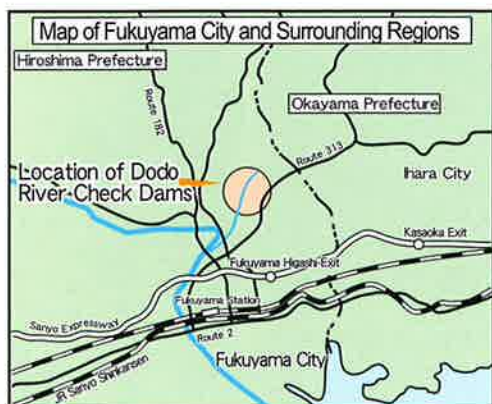 Map of Fukuyama City and Surrounding Regions
Hiroshima Prefecture
Okayama Prefecture
Route 182
Route 313
Location of Dodo
River-Check Dams
Ihara City
Kasaoka Exit
Fukuyama Higashi-Exit
Fukuyama Station
Sanyo Expressway
Route 2
Fukuyama City
JR Sanyo Shinkansen